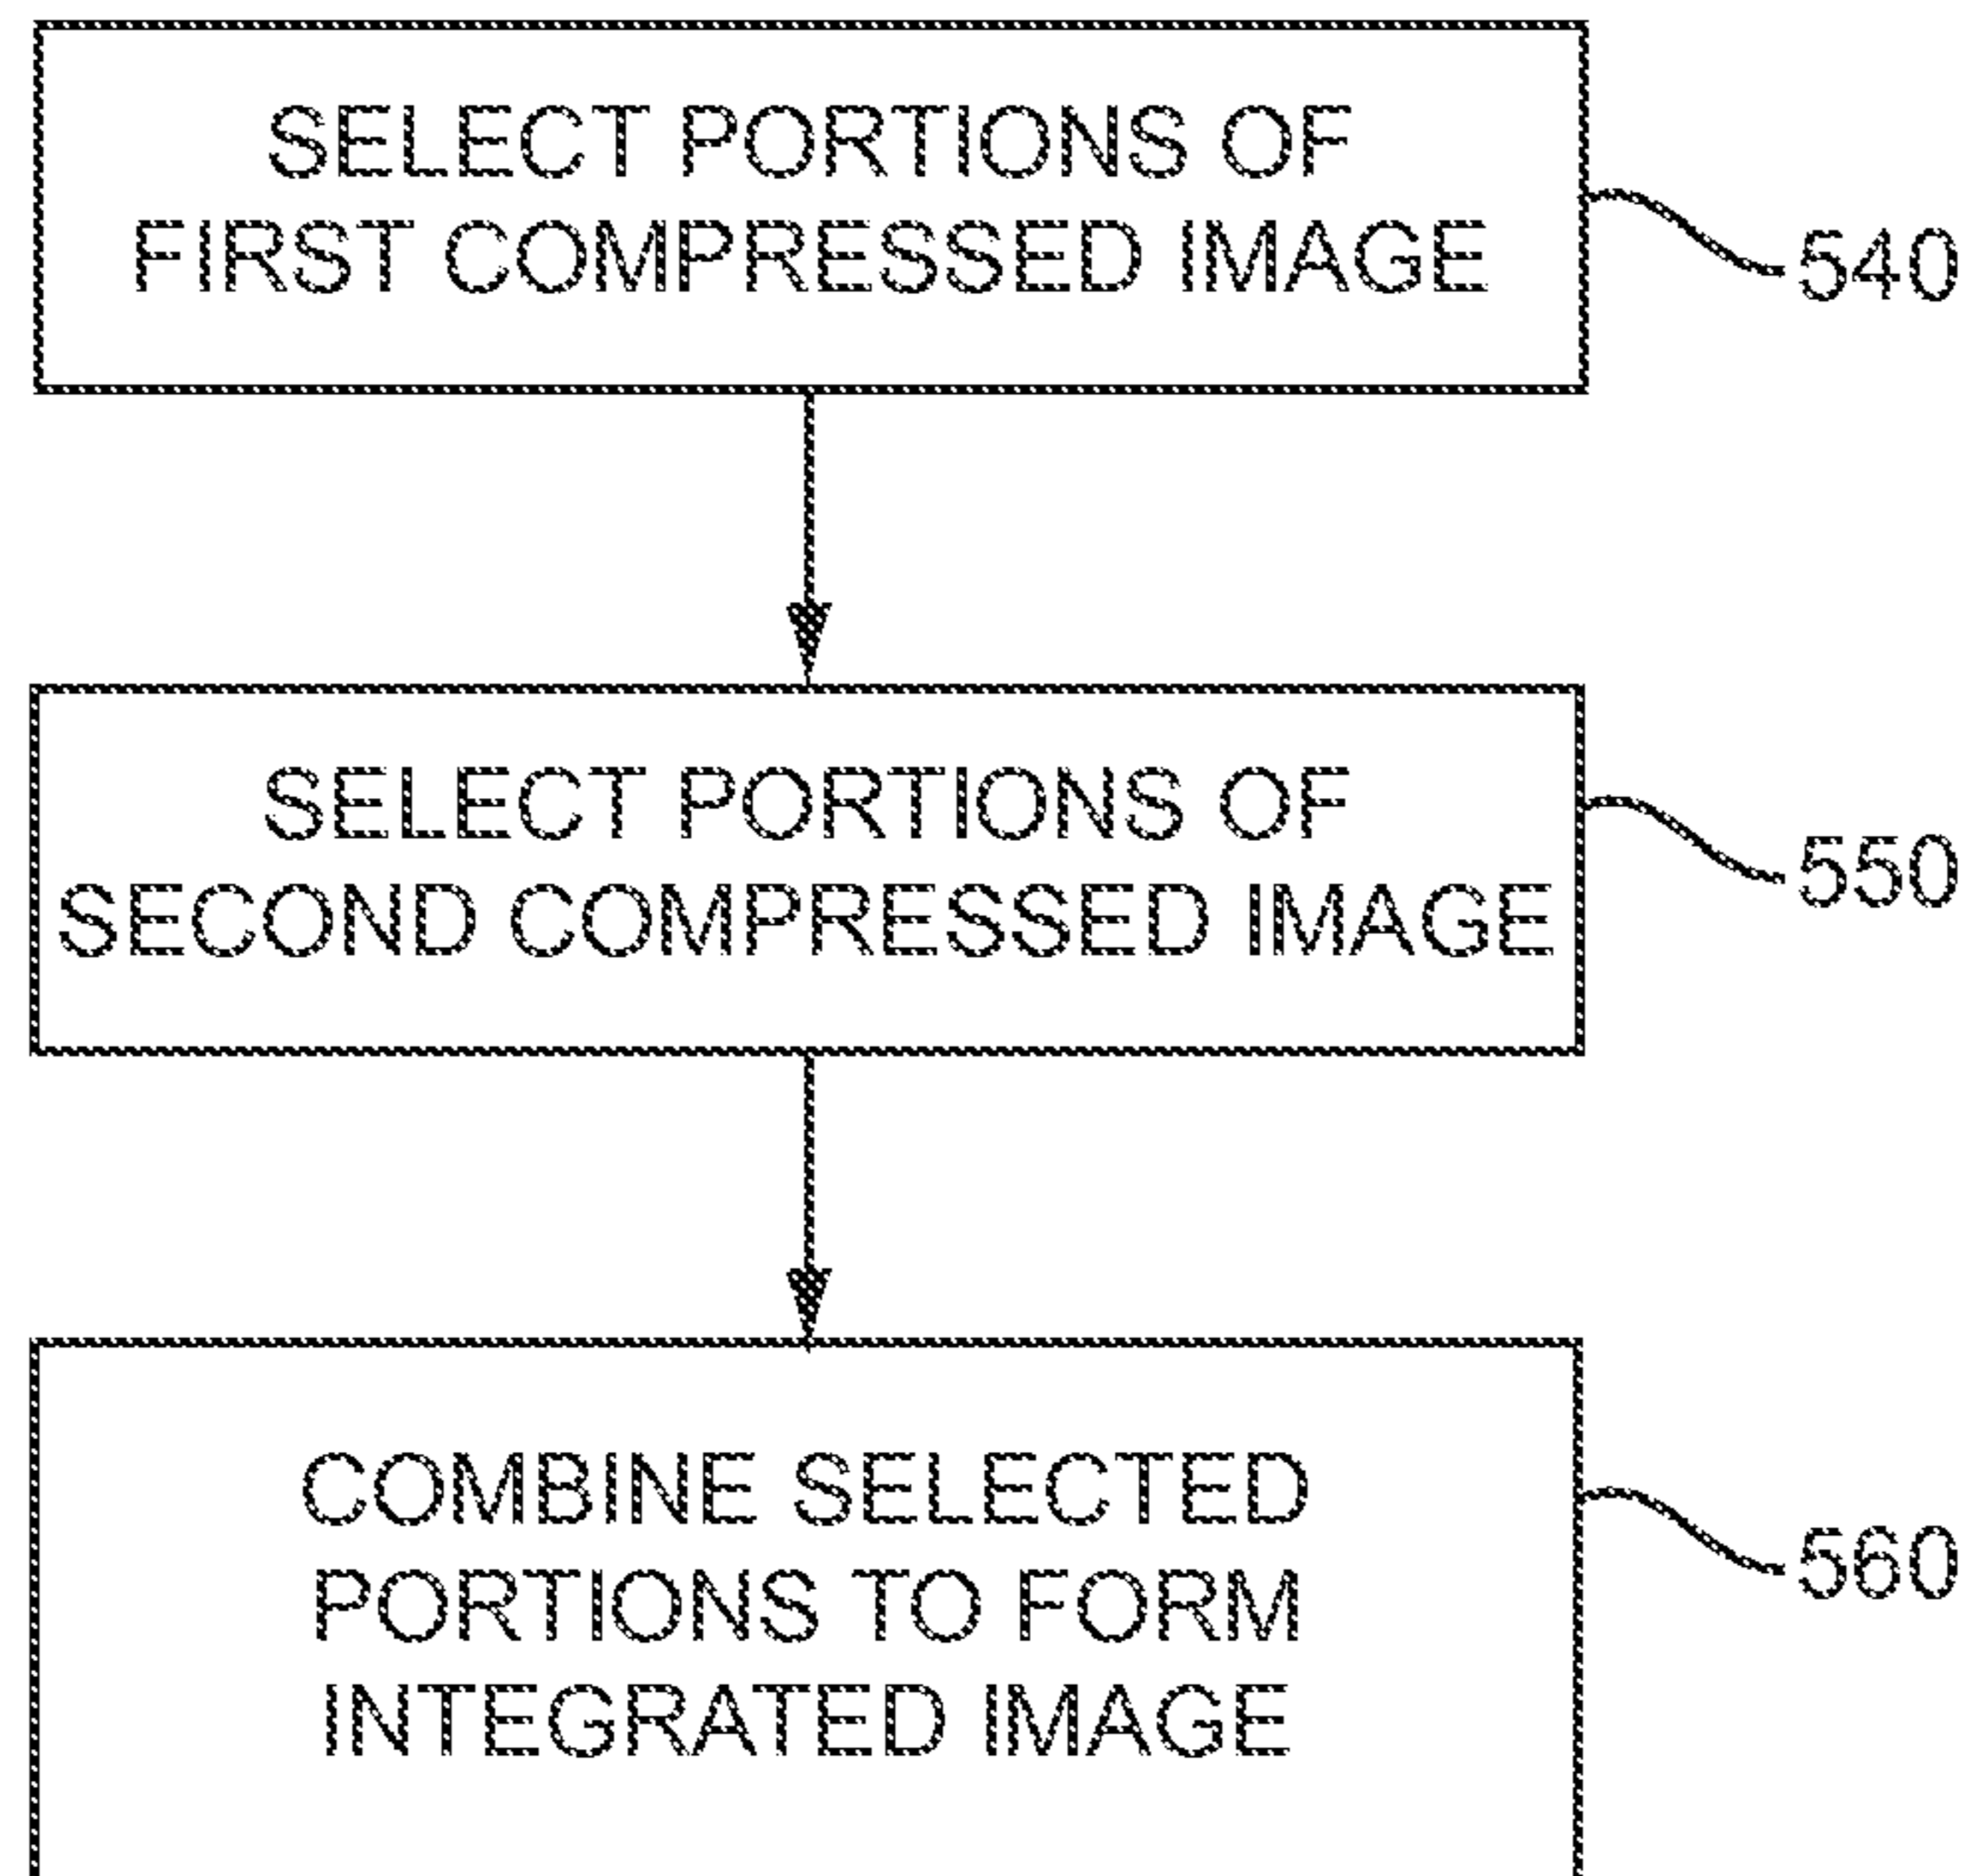 SELECT PORTIONS OF
FIRST COMPRESSED IMAGE
540
SELECT PORTIONS OF
SECOND COMPRESSED IMAGE
550
COMBINE SELECTED
PORTIONS TO FORM
INTEGRATED IMAGE
560